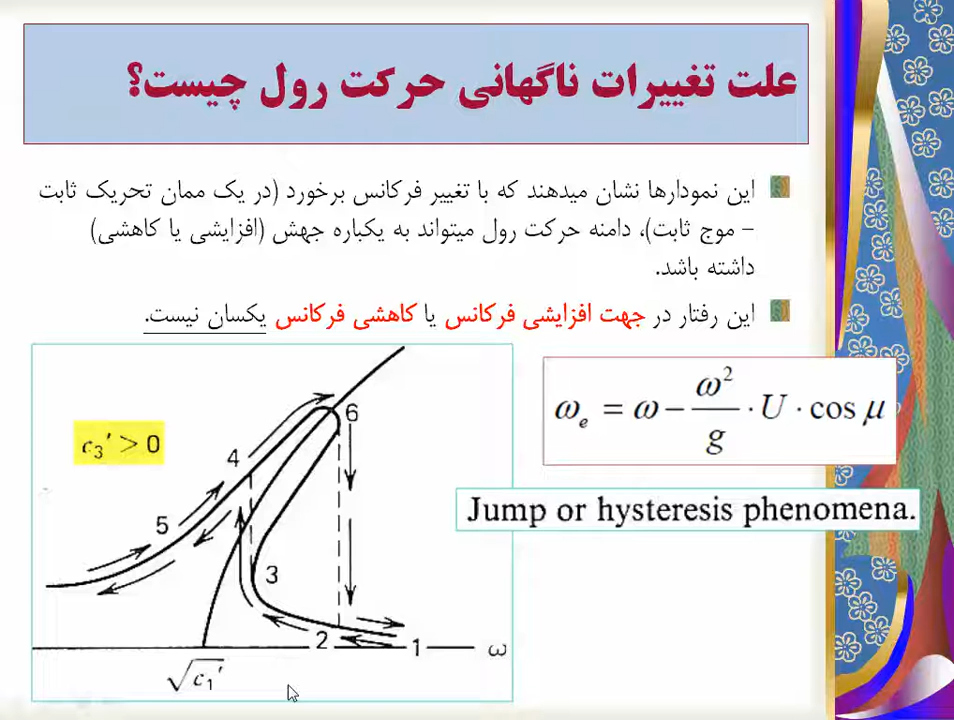 علت تغییرات ناگهانی حرکت رول چیست؟
این نمودارها نشان میدهند که با تغییر فرکانس برخورد (در یک ممان تحریک ثابت
– موج ثابت)، دامنه حرکت رول میتواند به یکباره جهش (افزایشی یا کاهشی)
داشته باشد.
این رفتار در جهت افزایشی فرکانس یا کاهشی فرکانس یکسان نیست.
c₃′ > 0
6
4
5
3
2
1
ω
√c₁′
ωₑ = ω − ω²/g · U · cos μ
Jump or hysteresis phenomena.